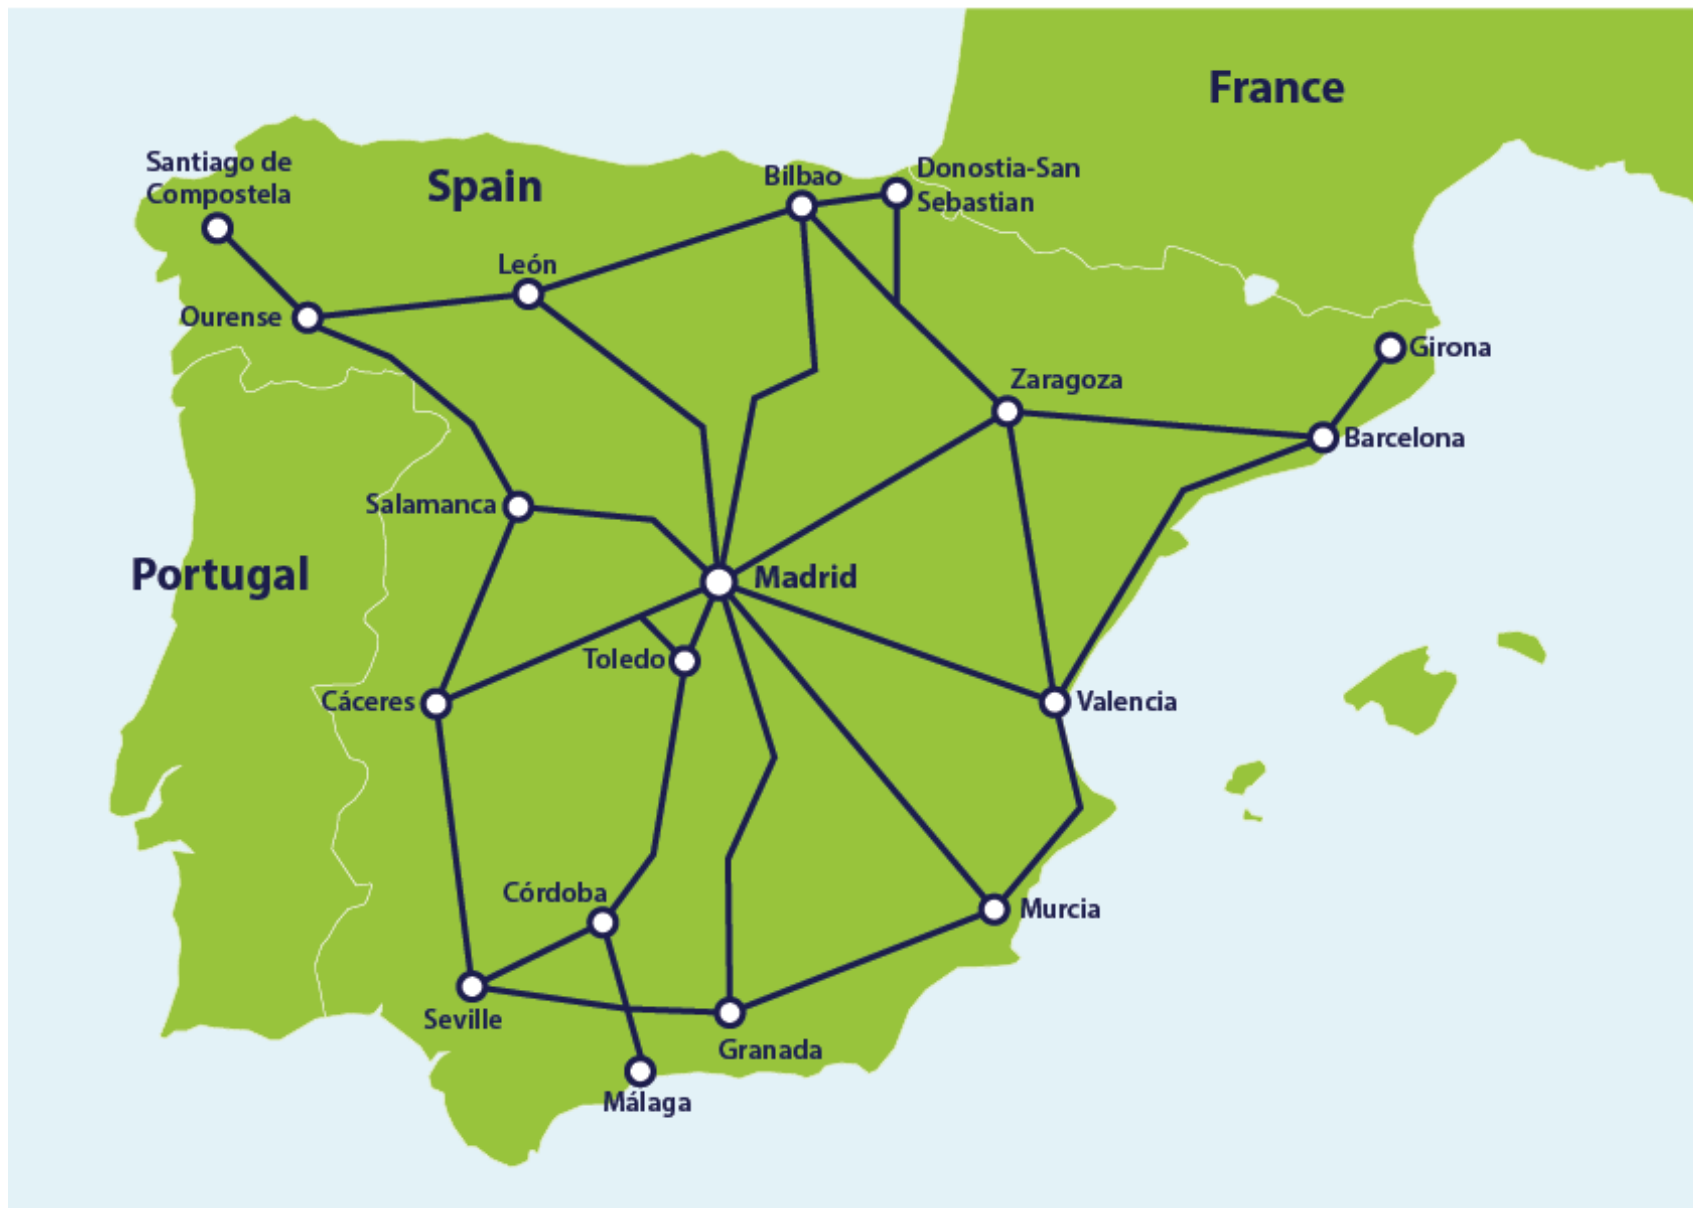 France
Santiago de
Compostela
Spain
Bilbao
Donostia-San
Sebastian
León
Ourense
Girona
Zaragoza
Barcelona
Salamanca
Portugal
Madrid
Toledo
Cáceres
Valencia
Córdoba
Murcia
Seville
Granada
Málaga